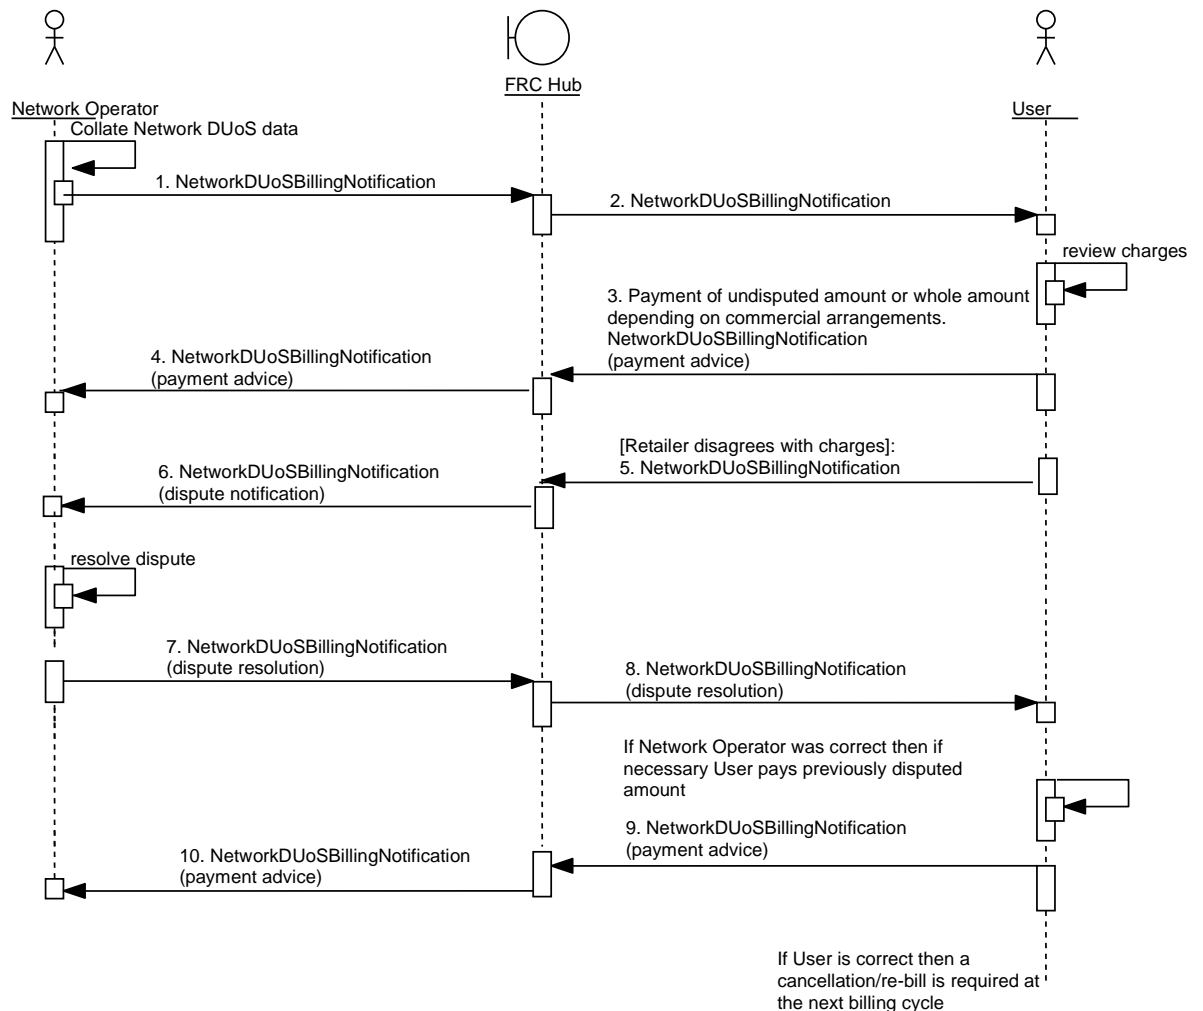 FRC Hub
Network Operator
User
Collate Network DUoS data
1. NetworkDUoSBillingNotification
2. NetworkDUoSBillingNotification
review charges
3. Payment of undisputed amount or whole amount
depending on commercial arrangements.
NetworkDUoSBillingNotification
(payment advice)
4. NetworkDUoSBillingNotification
(payment advice)
[Retailer disagrees with charges]:
5. NetworkDUoSBillingNotification
6. NetworkDUoSBillingNotification
(dispute notification)
resolve dispute
7. NetworkDUoSBillingNotification
(dispute resolution)
8. NetworkDUoSBillingNotification
(dispute resolution)
If Network Operator was correct then if
necessary User pays previously disputed
amount
9. NetworkDUoSBillingNotification
(payment advice)
10. NetworkDUoSBillingNotification
(payment advice)
If User is correct then a
cancellation/re-bill is required at
the next billing cycle